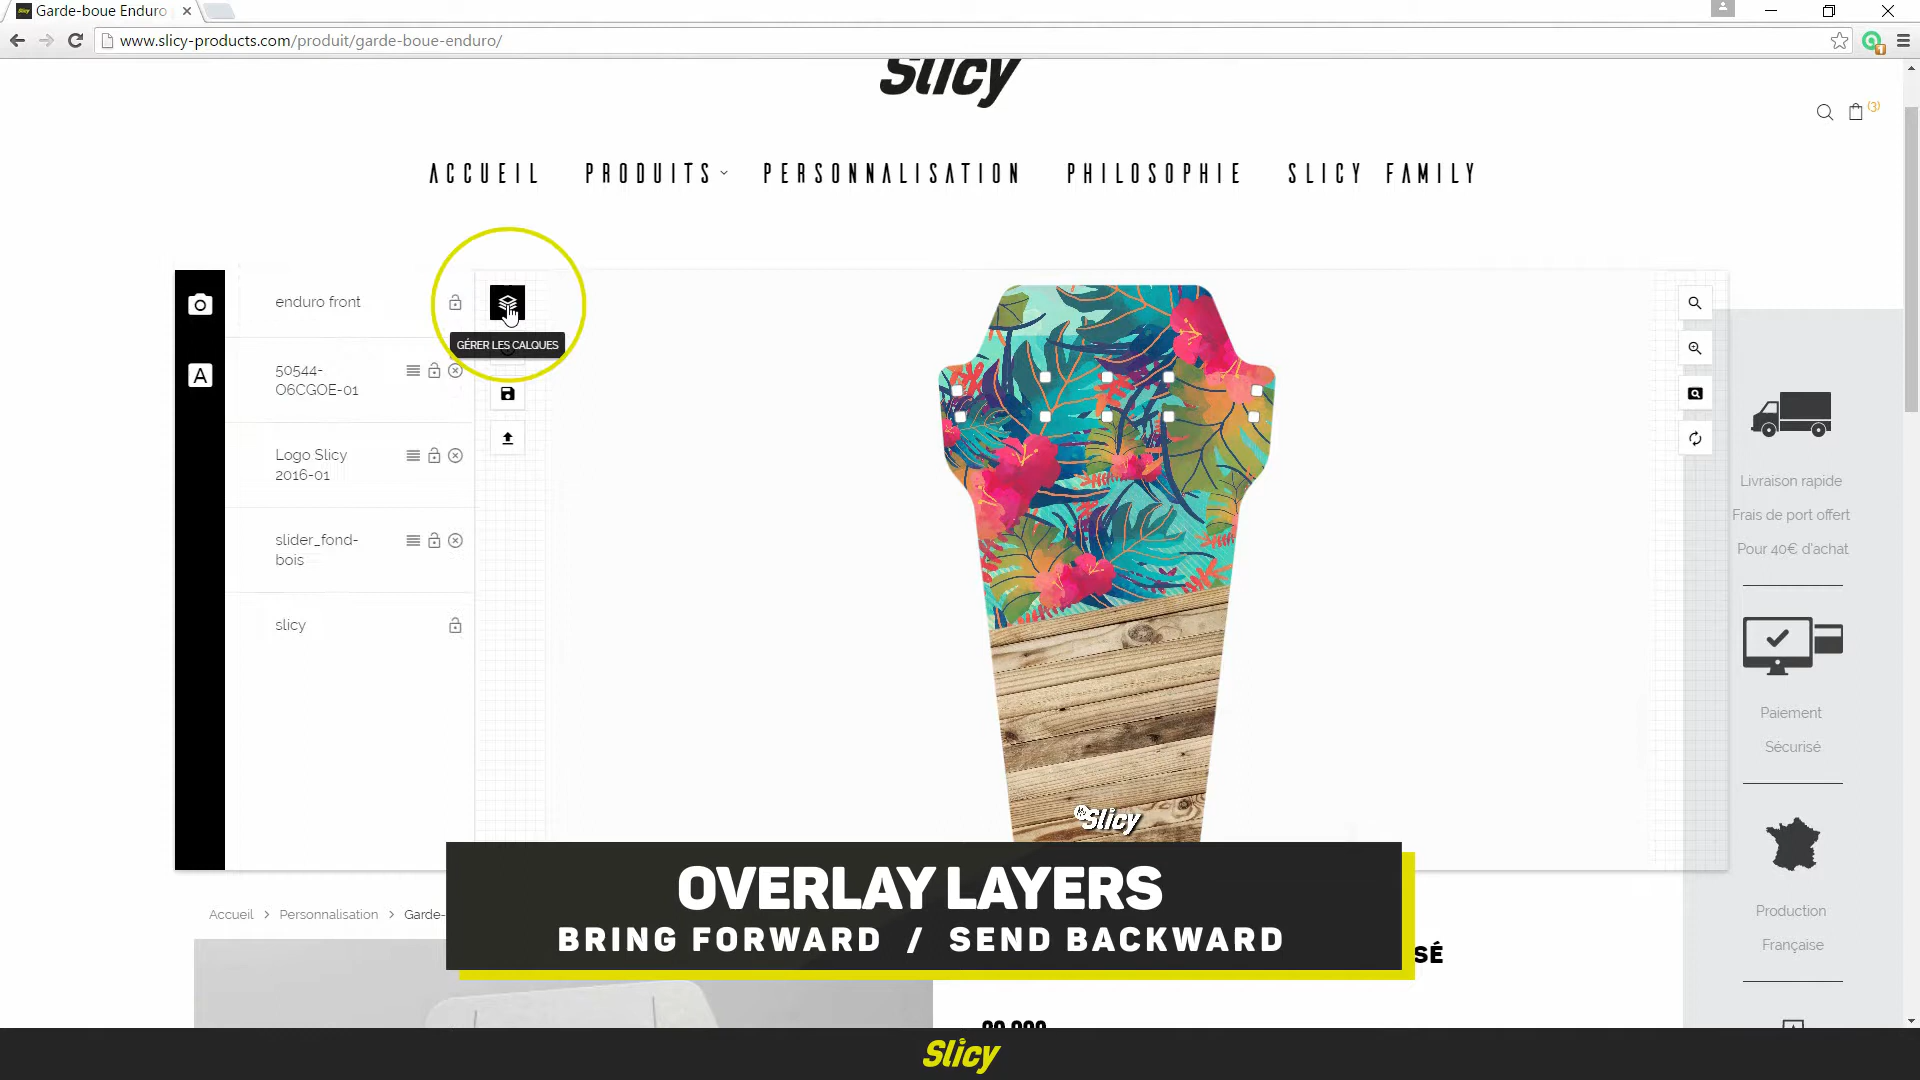 Garde-boue Enduro
www.slicy-products.com/produit/garde-boue-enduro/
Slicy
(3)
ACCUEIL PRODUITS PERSONNALISATION PHILOSOPHIE SLICY FAMILY
enduro front
GÉRER LES CALQUES
A
50544-
O6CGOE-01
Logo Slicy
2016-01
slider_fond-
bois
slicy
Slicy
Livraison rapide
Frais de port offert
Pour 40€ d'achat
Paiement
Sécurisé
Production
Française
OVERLAY LAYERS
BRING FORWARD / SEND BACKWARD
Accueil > Personnalisation > Garde-
SÉ
Slicy